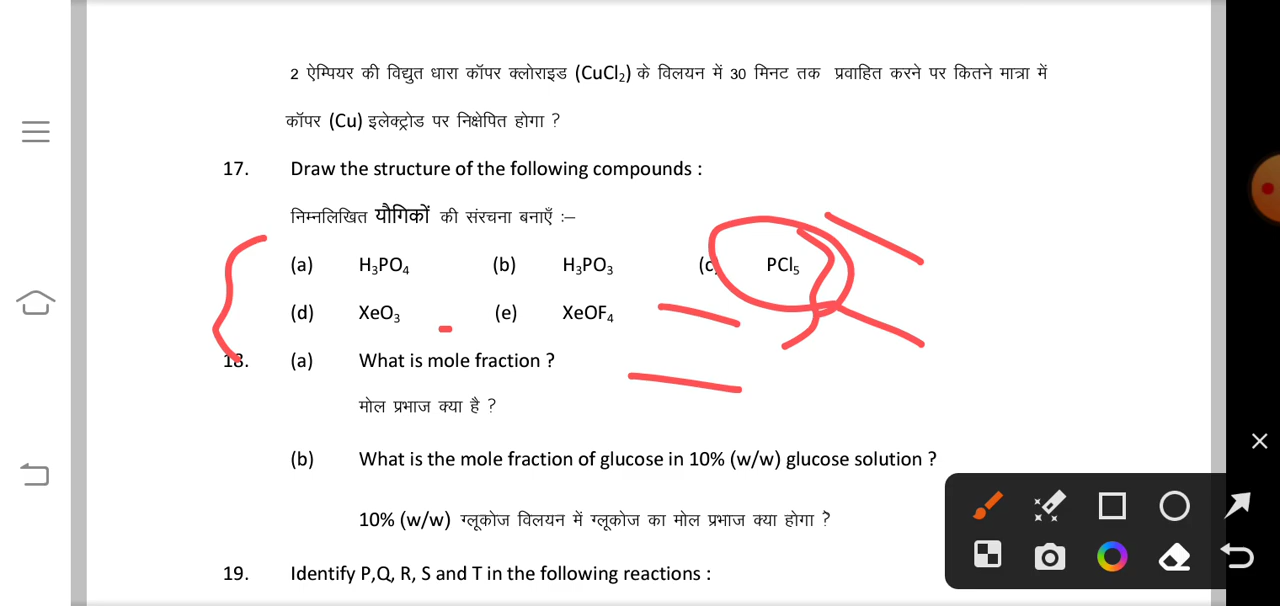 2 ऐम्पियर की विद्युत धारा कॉपर क्लोराइड (CuCl₂) के विलयन में 30 मिनट तक प्रवाहित करने पर कितने मात्रा में
कॉपर (Cu) इलेक्ट्रोड पर निक्षेपित होगा ?
17. Draw the structure of the following compounds :
निम्नलिखित यौगिकों की संरचना बनाएँ :–
(a) H₃PO₄ (b) H₃PO₃ (c) PCl₅
(d) XeO₃ (e) XeOF₄
18. (a) What is mole fraction ?
मोल प्रभाज क्या है ?
(b) What is the mole fraction of glucose in 10% (w/w) glucose solution ?
10% (w/w) ग्लूकोज विलयन में ग्लूकोज का मोल प्रभाज क्या होगा ?
19. Identify P,Q, R, S and T in the following reactions :